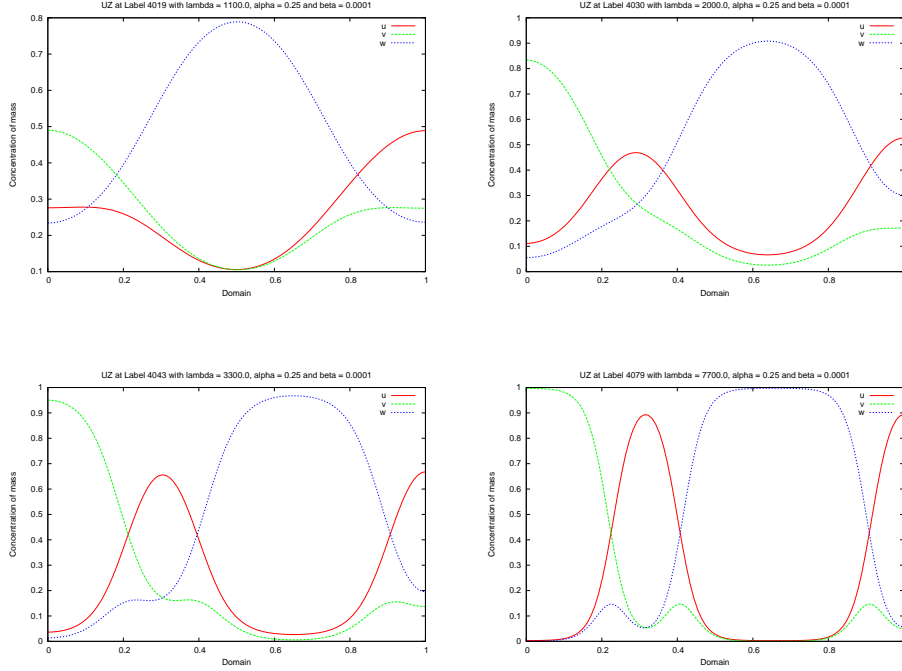 UZ at Label 4019 with lambda = 1100.0, alpha = 0.25 and beta = 0.0001
u
v
w
Concentration of mass
0.8
0.7
0.6
0.5
0.4
0.3
0.2
0.1
0 0.2 0.4 0.6 0.8 1
Domain
UZ at Label 4030 with lambda = 2000.0, alpha = 0.25 and beta = 0.0001
u
v
w
Concentration of mass
1
0.9
0.8
0.7
0.6
0.5
0.4
0.3
0.2
0.1
0
0 0.2 0.4 0.6 0.8
Domain
UZ at Label 4043 with lambda = 3300.0, alpha = 0.25 and beta = 0.0001
u
v
w
Concentration of mass
1
0.9
0.8
0.7
0.6
0.5
0.4
0.3
0.2
0.1
0
0 0.2 0.4 0.6 0.8 1
Domain
UZ at Label 4079 with lambda = 7700.0, alpha = 0.25 and beta = 0.0001
u
v
w
Concentration of mass
1
0.9
0.8
0.7
0.6
0.5
0.4
0.3
0.2
0.1
0
0 0.2 0.4 0.6 0.8
Domain